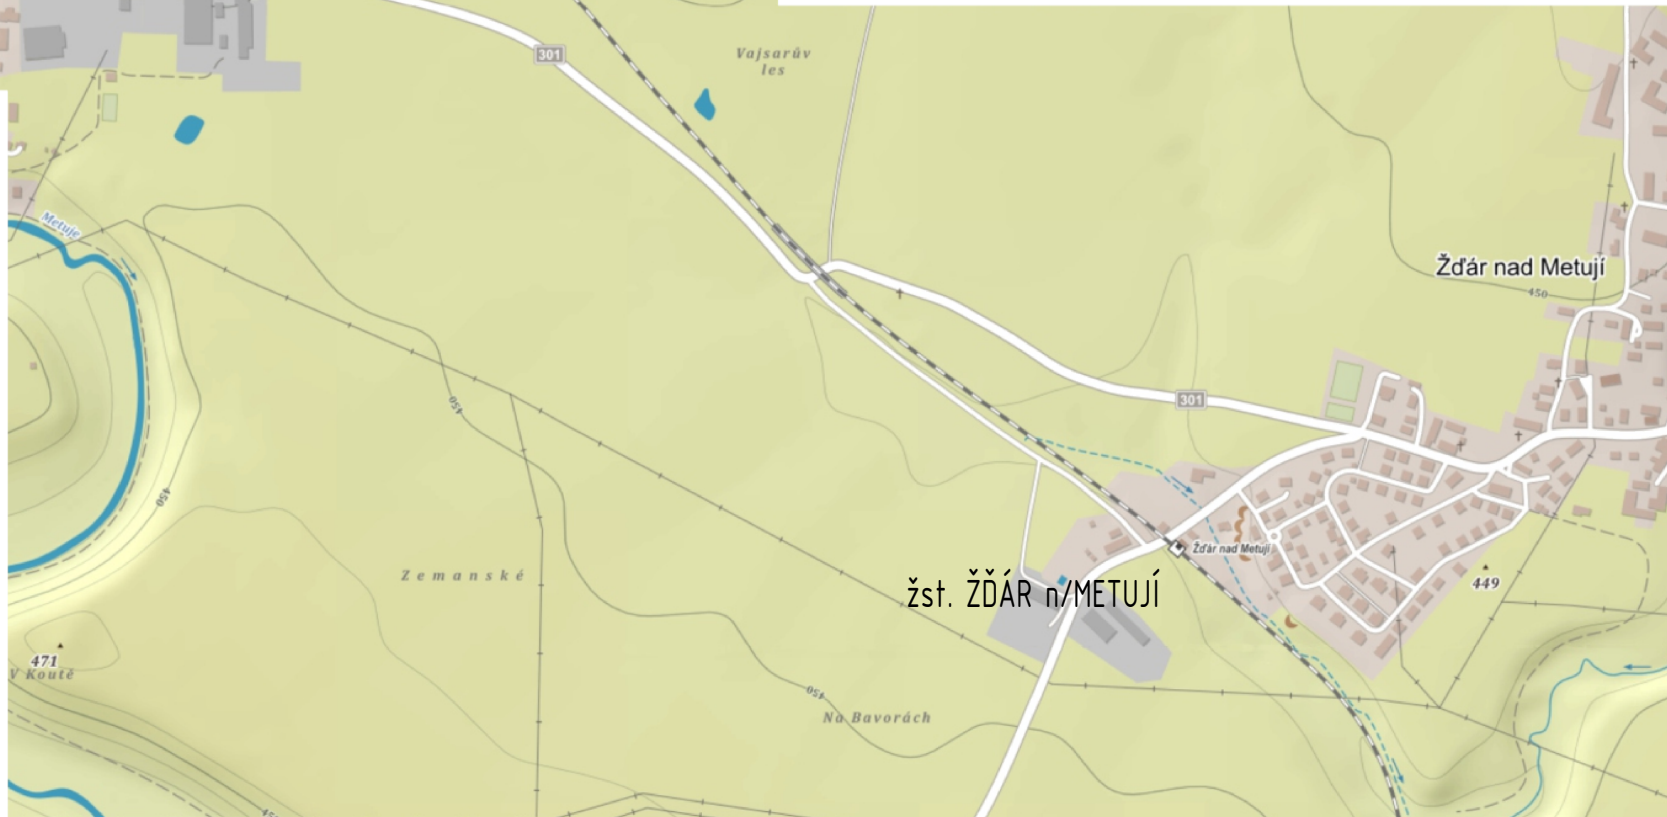 301
Vajsarův
les
Metuje
Žďár nad Metují
450
301
450
450
Žďár nad Metují
Zemanské
žst. ŽĎÁR n/METUJÍ
449
471
V Koutě
450
Na Bavorách